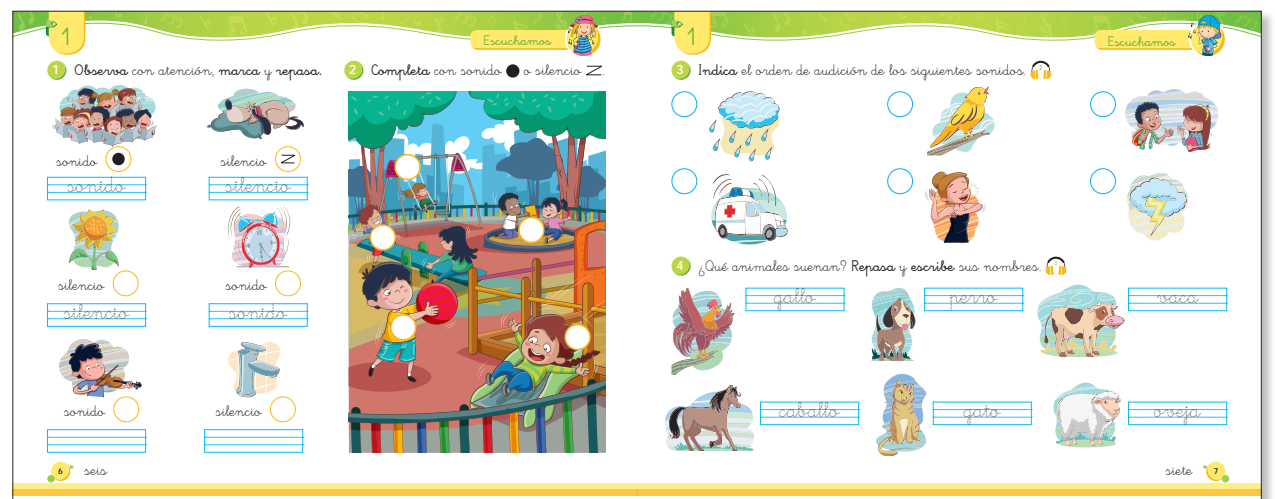 1
Escuchamos
1 Observa con atención, marca y repasa.
sonido
silencio
sonido
silencio
silencio
sonido
silencio
sonido
sonido
silencio
2 Completa con sonido ● o silencio Z.
6 seis
1
Escuchamos
3 Indica el orden de audición de los siguientes sonidos.
4 ¿Qué animales suenan? Repasa y escribe sus nombres.
gallo
perro
vaca
caballo
gato
oveja
siete 7